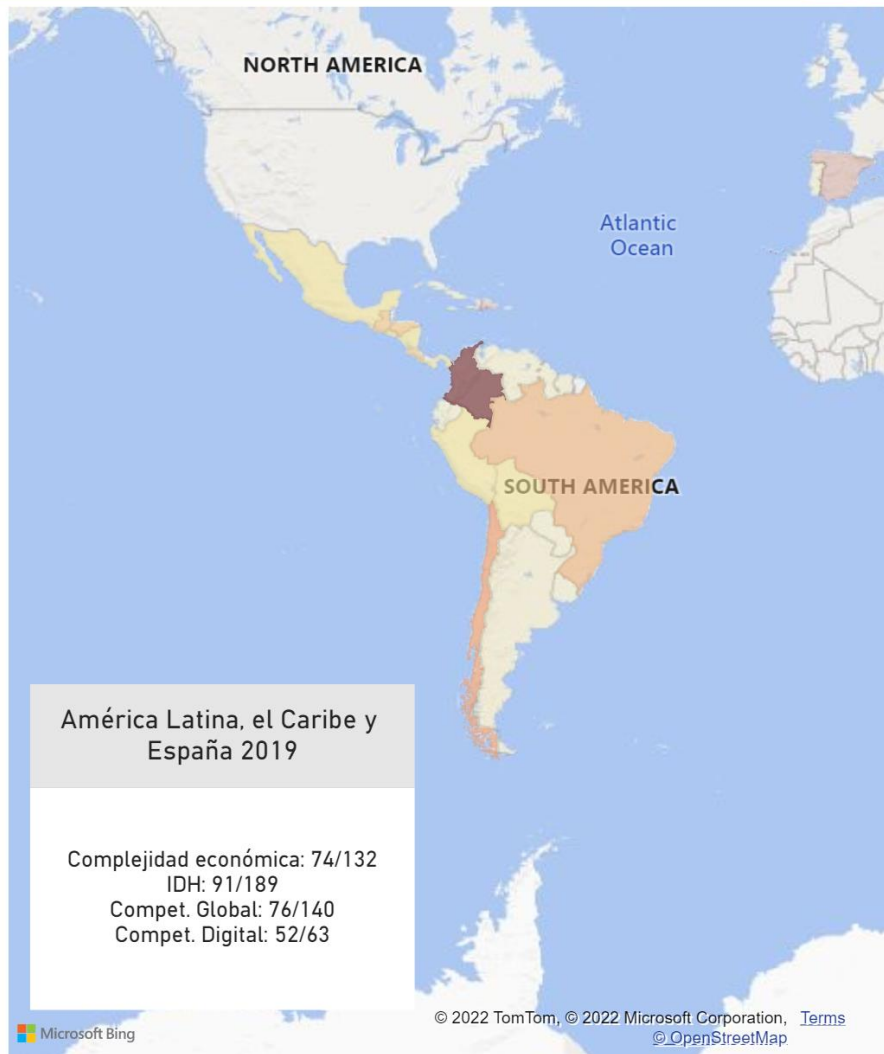 NORTH AMERICA
Atlantic
Ocean
SOUTH AMERICA
América Latina, el Caribe y
España 2019
Complejidad económica: 74/132
IDH: 91/189
Compet. Global: 76/140
Compet. Digital: 52/63
Microsoft Bing
© 2022 TomTom, © 2022 Microsoft Corporation, Terms
© OpenStreetMap